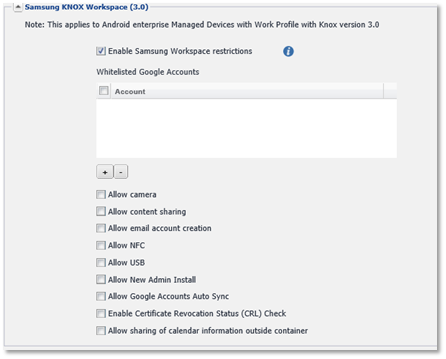 Samsung KNOX Workspace (3.0)
Note: This applies to Android enterprise Managed Devices with Work Profile with Knox version 3.0
Enable Samsung Workspace restrictions
Whitelisted Google Accounts
Account
+ -
Allow camera
Allow content sharing
Allow email account creation
Allow NFC
Allow USB
Allow New Admin Install
Allow Google Accounts Auto Sync
Enable Certificate Revocation Status (CRL) Check
Allow sharing of calendar information outside container